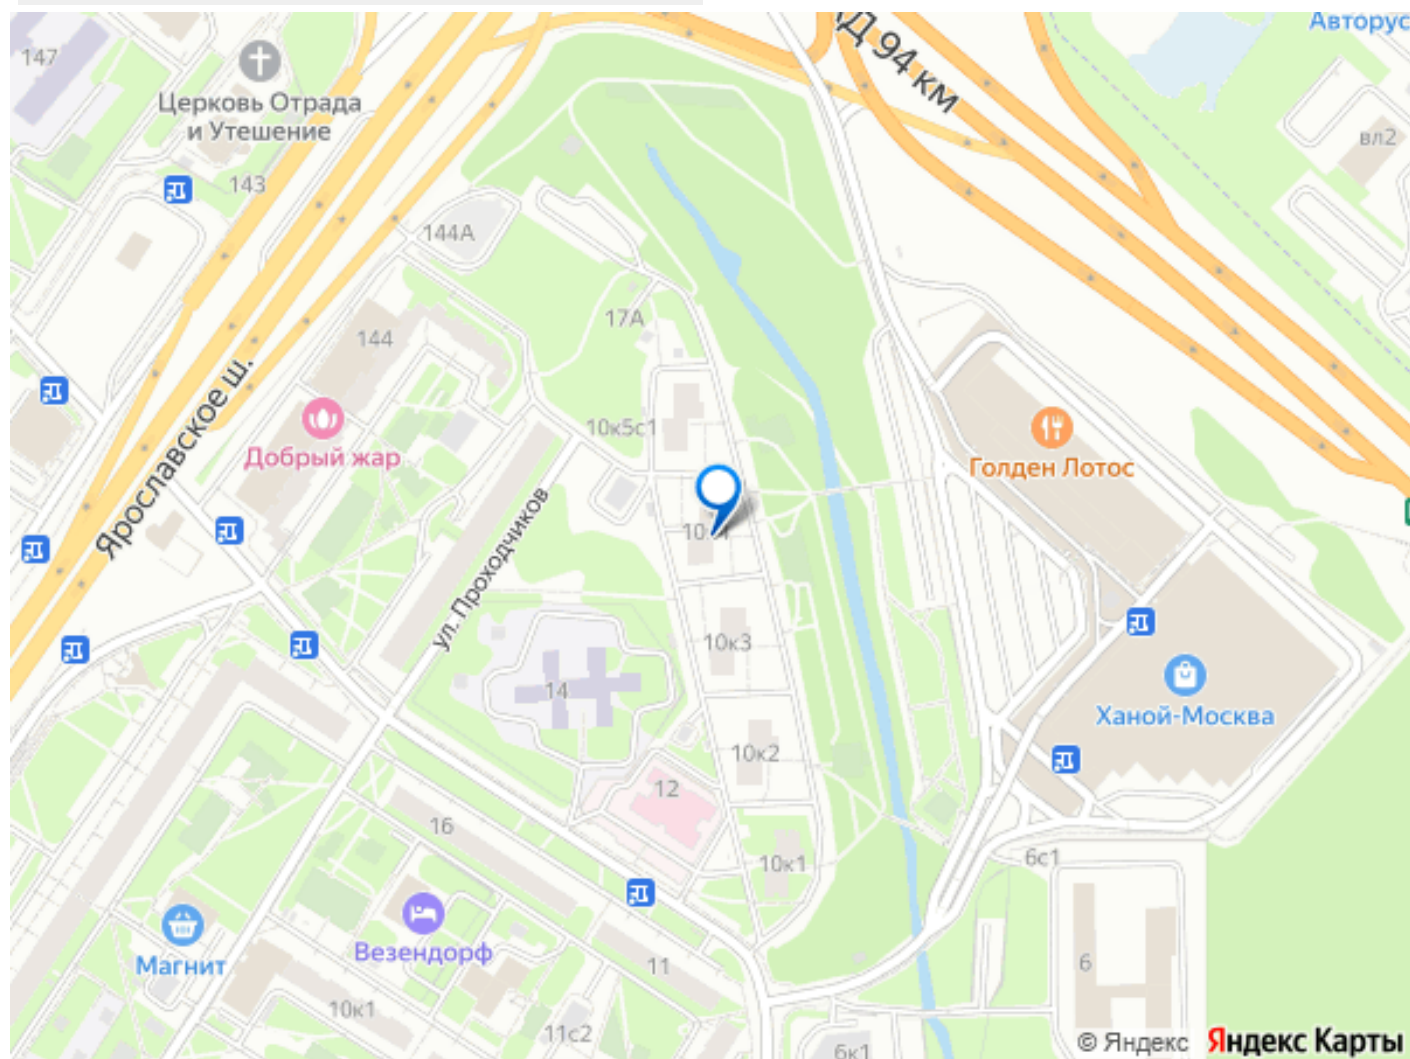 Авторус
147
АД 94 км
Церковь Отрада
и Утешение
вл2
143
144А
17А
144
Ярославское ш.
10к5с1
Добрый жар
Голден Лотос
ул. Проходчиков
10к3
14
Ханой-Москва
10к2
12
16
10к1
6с1
Магнит
Везендорф
11
6
10к1
11с2
6к1
© Яндекс Яндекс Карты